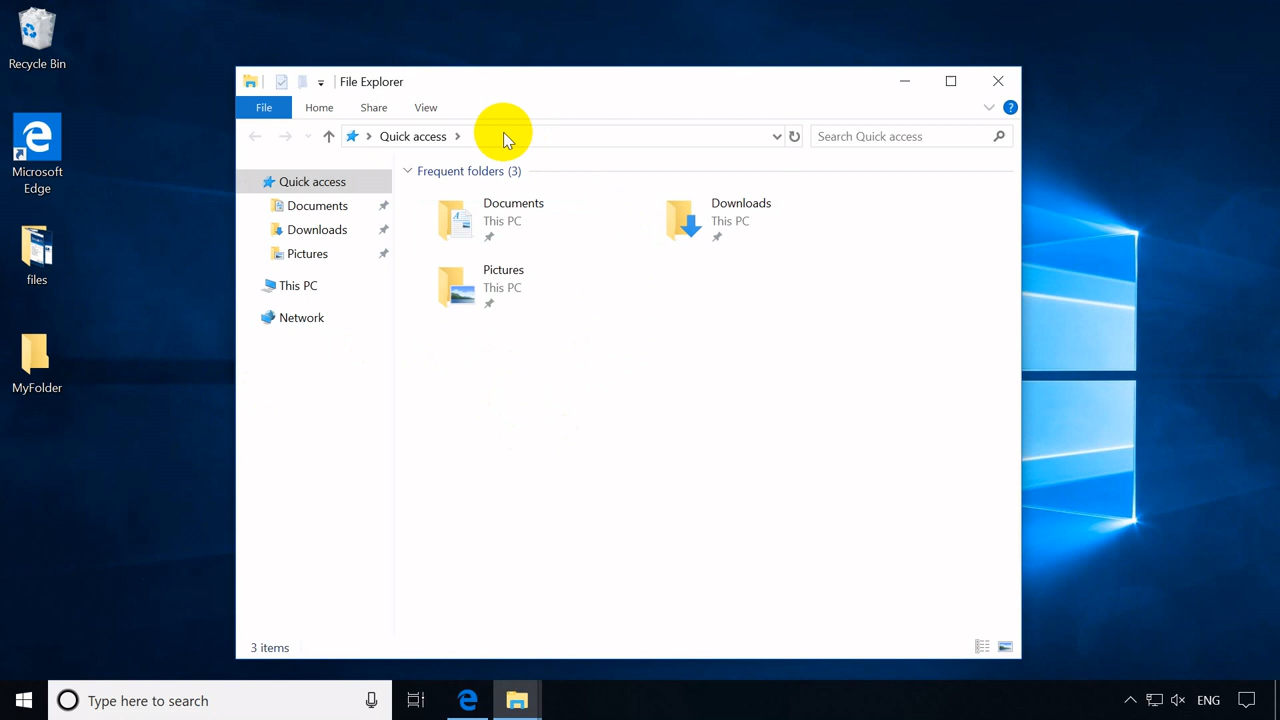 Recycle Bin
Microsoft
Edge
files
MyFolder
File Explorer
File Home Share View
?
Quick access
Search Quick access
Quick access
Documents
Downloads
Pictures
This PC
Network
Frequent folders (3)
Documents
This PC
Downloads
This PC
Pictures
This PC
3 items
Type here to search
ENG